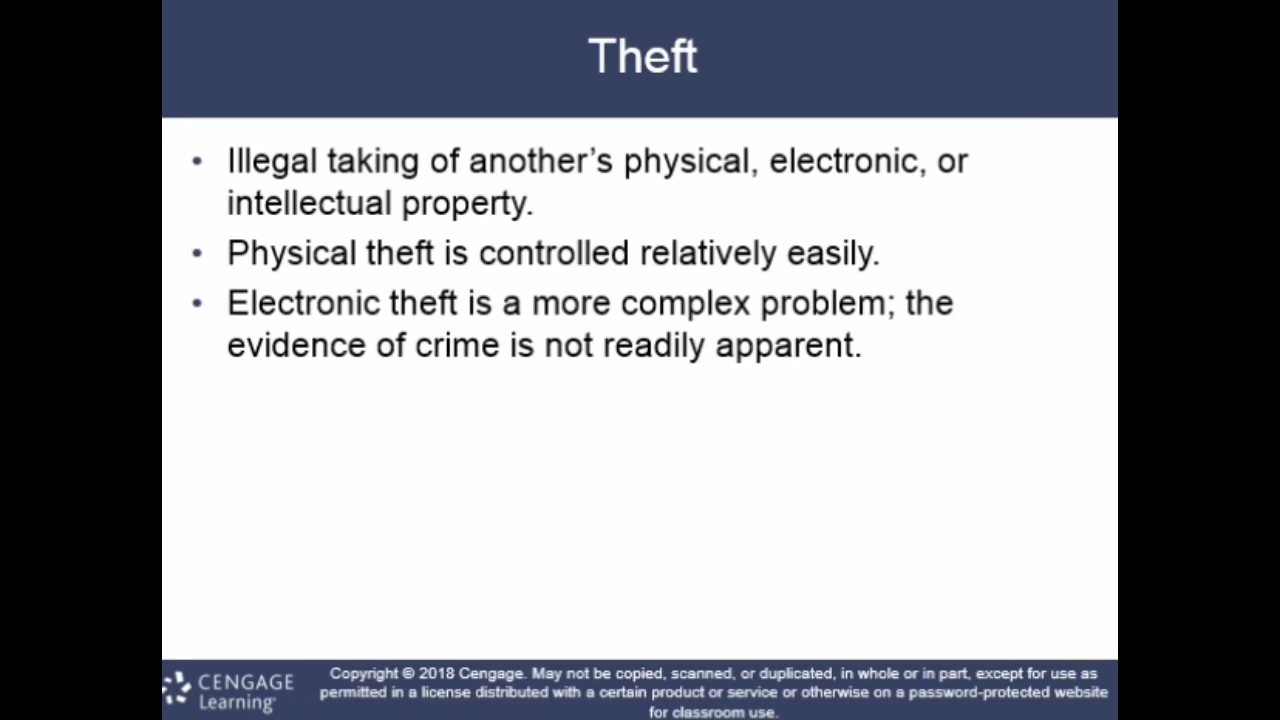 Theft
• Illegal taking of another’s physical, electronic, or
intellectual property.
• Physical theft is controlled relatively easily.
• Electronic theft is a more complex problem; the
evidence of crime is not readily apparent.
CENGAGE
Learning
Copyright © 2018 Cengage. May not be copied, scanned, or duplicated, in whole or in part, except for use as
permitted in a license distributed with a certain product or service or otherwise on a password-protected website
for classroom use.